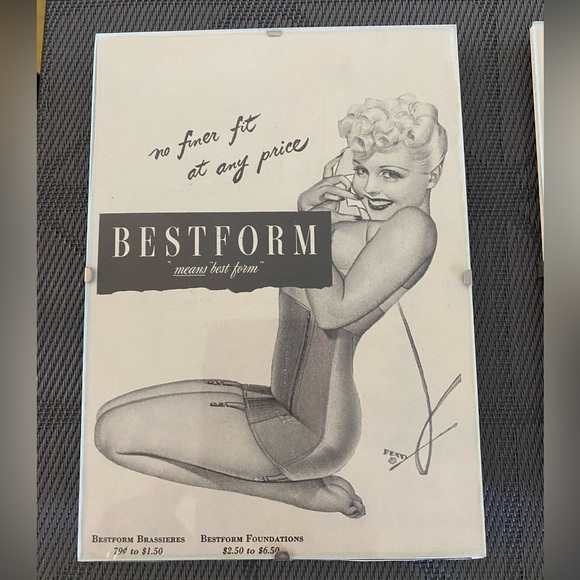 no finer fit
at any price
BESTFORM
"means "best form"
BESTFORM BRASSIERES BESTFORM FOUNDATIONS
79¢ to $1.50 $2.50 to $6.50